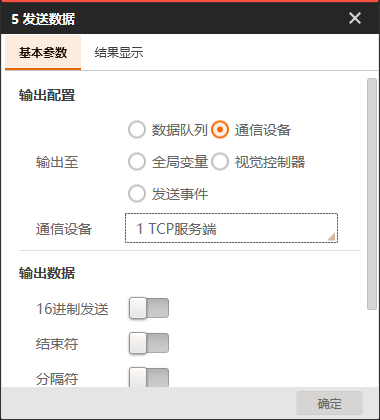 5 发送数据
基本参数 结果显示
输出配置
数据队列 通信设备
输出至 全局变量 视觉控制器
发送事件
通信设备 1 TCP服务端
输出数据
16进制发送
结束符
分隔符
确定